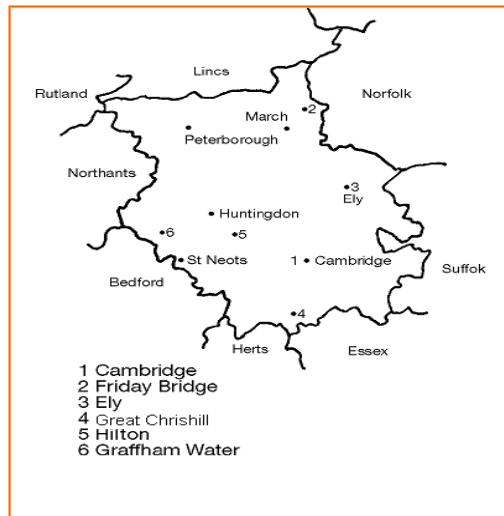 Lincs
Rutland
Norfolk
2
March
Peterborough
Northants
3
Ely
Huntingdon
6
5
St Neots
1 Cambridge
Suffok
Bedford
4
Herts
Essex
1 Cambridge
2 Friday Bridge
3 Ely
4 Great Chrishill
5 Hilton
6 Graffham Water